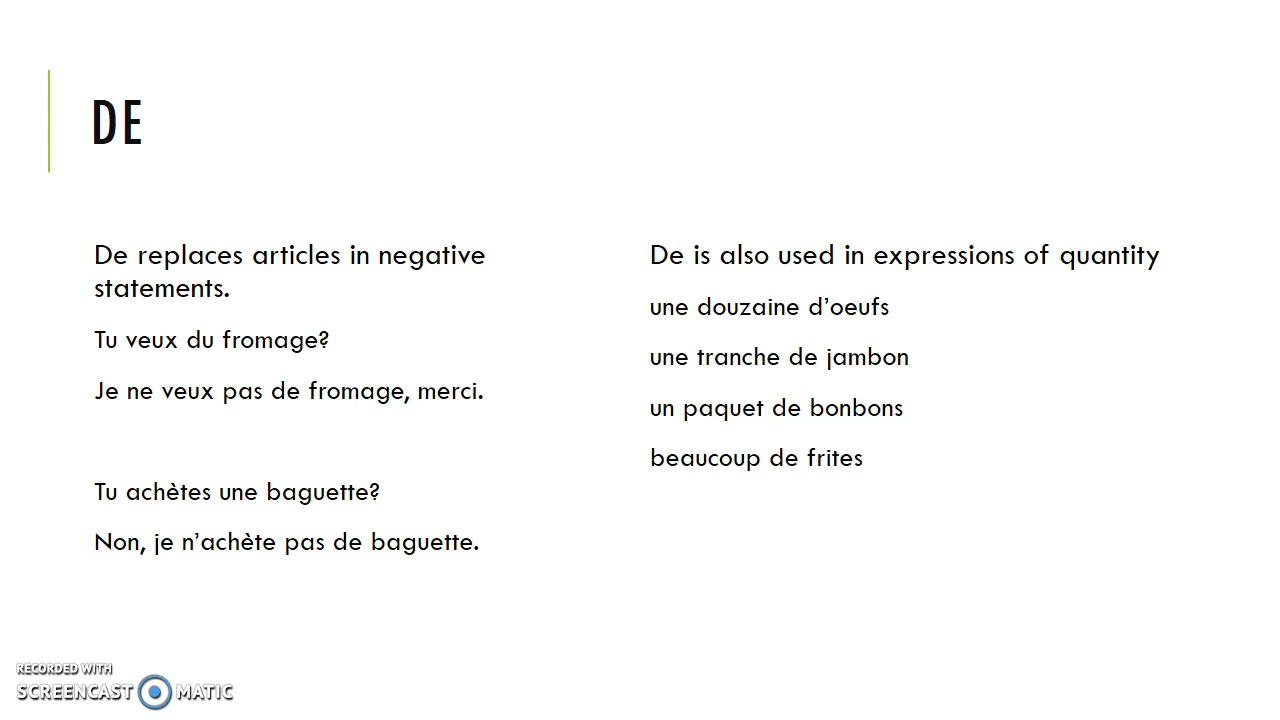 DE
De replaces articles in negative
statements.
Tu veux du fromage?
Je ne veux pas de fromage, merci.
Tu achètes une baguette?
Non, je n’achète pas de baguette.
De is also used in expressions of quantity
une douzaine d’oeufs
une tranche de jambon
un paquet de bonbons
beaucoup de frites
RECORDED WITH
SCREENCAST MATIC